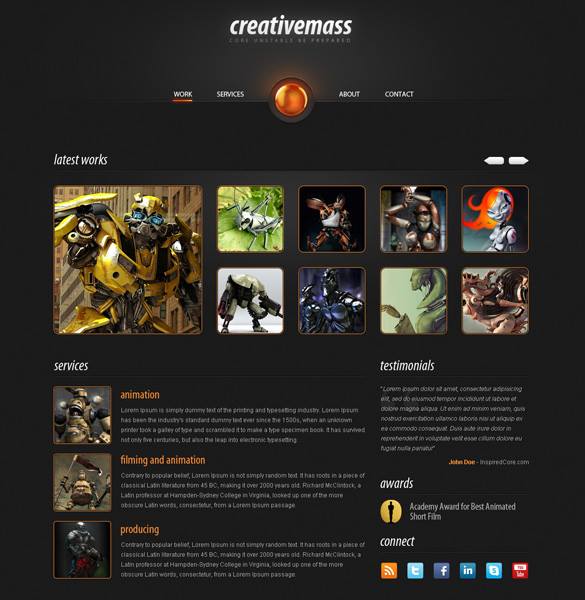 creativemass
CORE UNSTABLE BE PREPARED
WORK SERVICES ABOUT CONTACT
latest works
services
animation
Lorem Ipsum is simply dummy text of the printing and typesetting industry. Lorem Ipsum
has been the industry's standard dummy text ever since the 1500s, when an unknown
printer took a galley of type and scrambled it to make a type specimen book. It has survived
not only five centuries, but also the leap into electronic typesetting.
filming and animation
Contrary to popular belief, Lorem Ipsum is not simply random text. It has roots in a piece of
classical Latin literature from 45 BC, making it over 2000 years old. Richard McClintock, a
Latin professor at Hampden-Sydney College in Virginia, looked up one of the more
obscure Latin words, consectetur, from a Lorem Ipsum passage.
producing
Contrary to popular belief, Lorem Ipsum is not simply random text. It has roots in a piece of
classical Latin literature from 45 BC, making it over 2000 years old. Richard McClintock, a
Latin professor at Hampden-Sydney College in Virginia, looked up one of the more
obscure Latin words, consectetur, from a Lorem Ipsum passage.
testimonials
"Lorem ipsum dolor sit amet, consectetur adipisicing
elit, sed do eiusmod tempor incididunt ut labore et dolore
magna aliqua. Ut enim ad minim veniam, quis
nostrud exercitation ullamco laboris nisi ut aliquip ex
ea commodo consequat. Duis aute irure dolor in
reprehenderit in voluptate velit esse cillum dolore eu
fugiat nulla pariatur"
John Doe - InspiredCore.com
awards
Academy Award for Best Animated
Short Film
connect
You
Tube